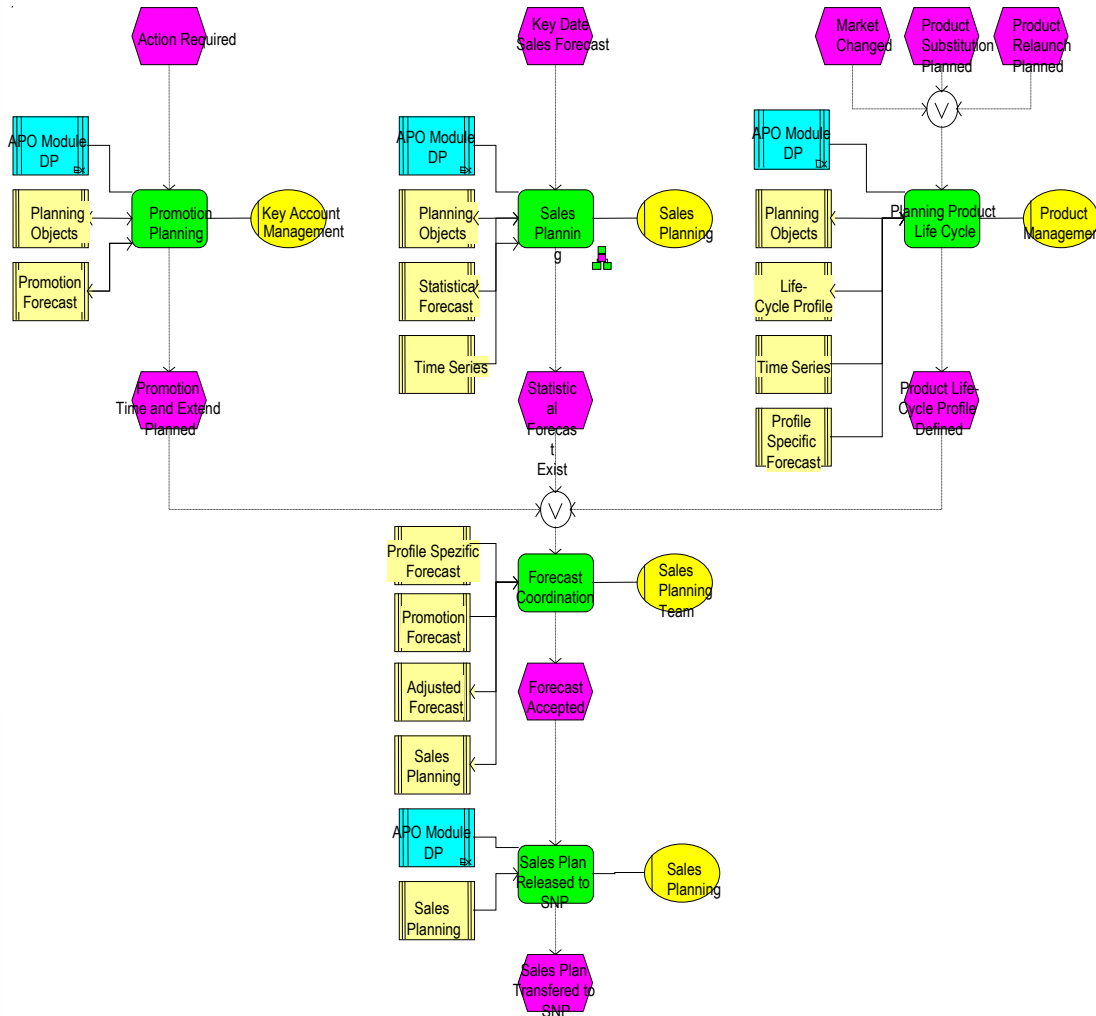 Action Required
Key Date
Sales Forecast
Market
Changed
Product
Substitution
Planned
Product
Relaunch
Planned
V
APO Module
DP
APO Module
DP
APO Module
DP
Planning
Objects
Promotion
Planning
Key Account
Management
Planning
Objects
Sales
Plannin
g
Sales
Planning
Planning
Objects
Planning Product
Life Cycle
Product
Management
Promotion
Forecast
Statistical
Forecast
Life-
Cycle Profile
Time Series
Time Series
Promotion
Time and Extend
Planned
Statistic
al
Forecas
t
Exist
Product Life-
Cycle Profile
Defined
Profile
Specific
Forecast
V
Profile Spezific
Forecast
Forecast
Coordination
Sales
Planning
Team
Promotion
Forecast
Adjusted
Forecast
Forecast
Accepted
Sales
Planning
APO Module
DP
Sales Plan
Released to
SNP
Sales
Planning
Sales
Planning
Sales Plan
Transfered to
SNP